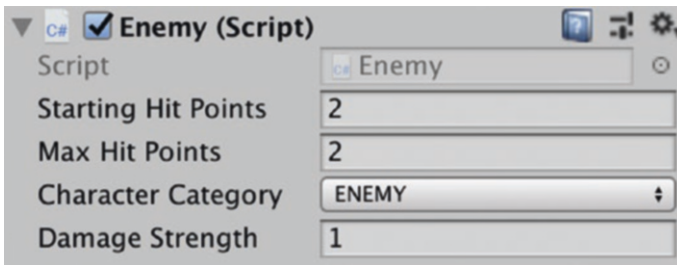 C# Enemy (Script)
Script C# Enemy
Starting Hit Points 2
Max Hit Points 2
Character Category ENEMY
Damage Strength 1